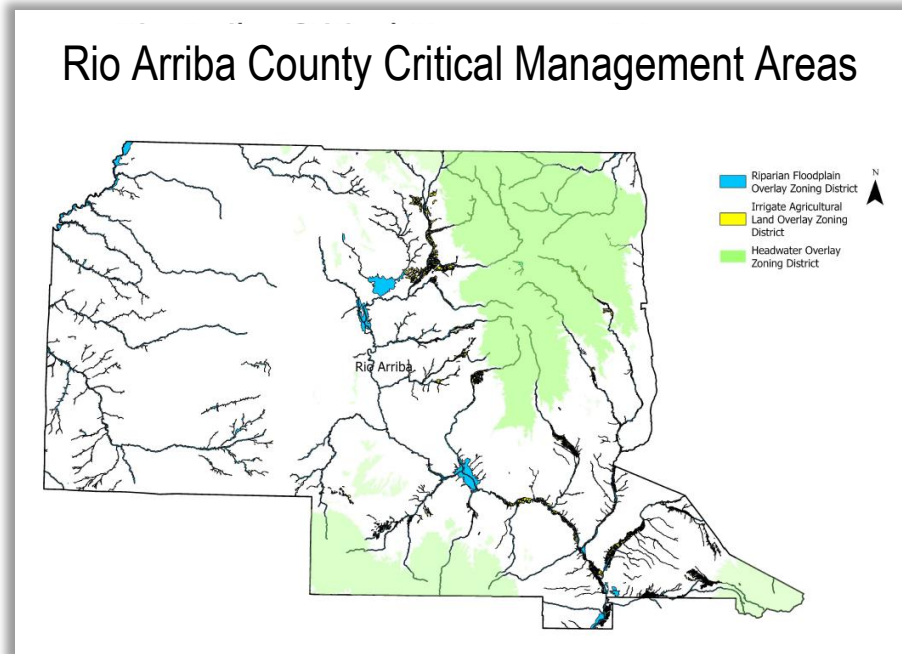 Rio Arriba County Critical Management Areas
Riparian Floodplain
Overlay Zoning District
N
Irrigate Agricultural
Land Overlay Zoning
District
Headwater Overlay
Zoning District
Rio Arriba